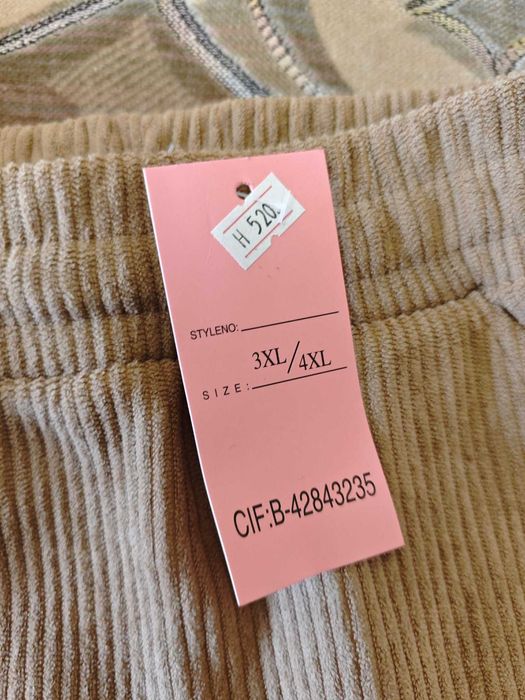 H 520.
STYLENO:
3XL/4XL
SIZE:
CIF:B-42843235